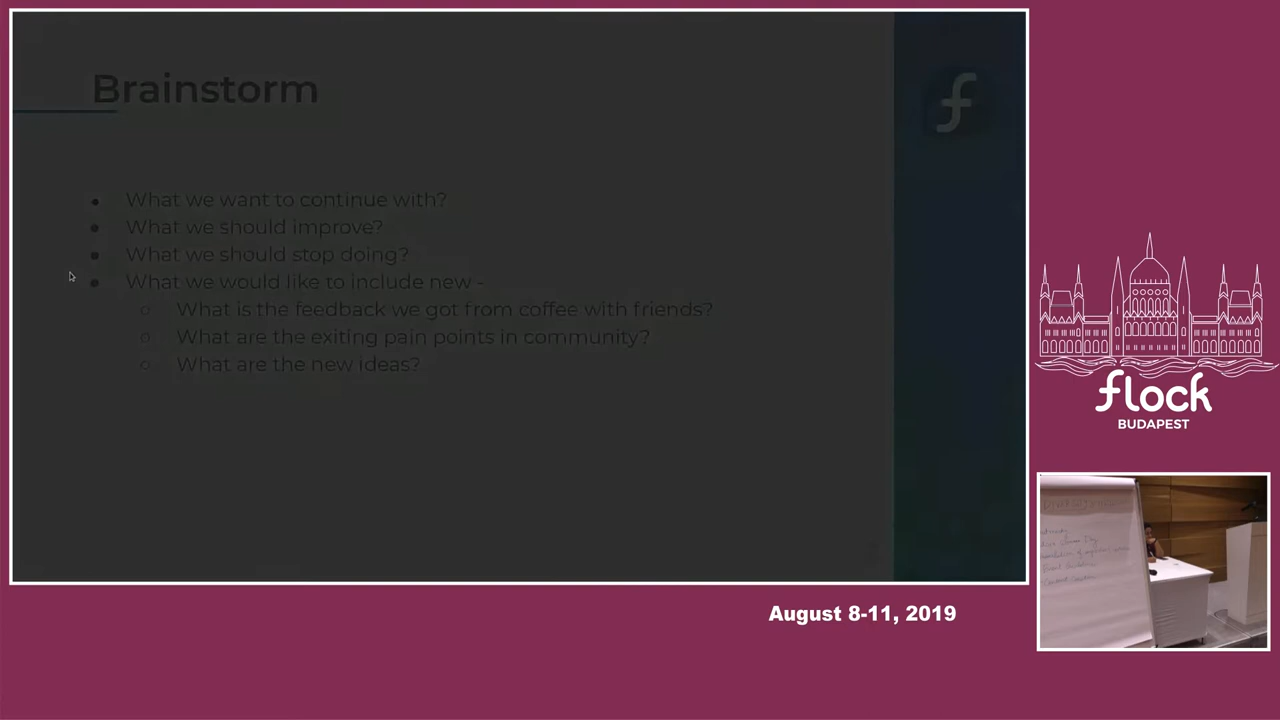 Brainstorm
What we want to continue with?
What we should improve?
What we should stop doing?
What we would like to include new -
What is the feedback we got from coffee with friends?
What are the exiting pain points in community?
What are the new ideas?
flock
BUDAPEST
August 8-11, 2019